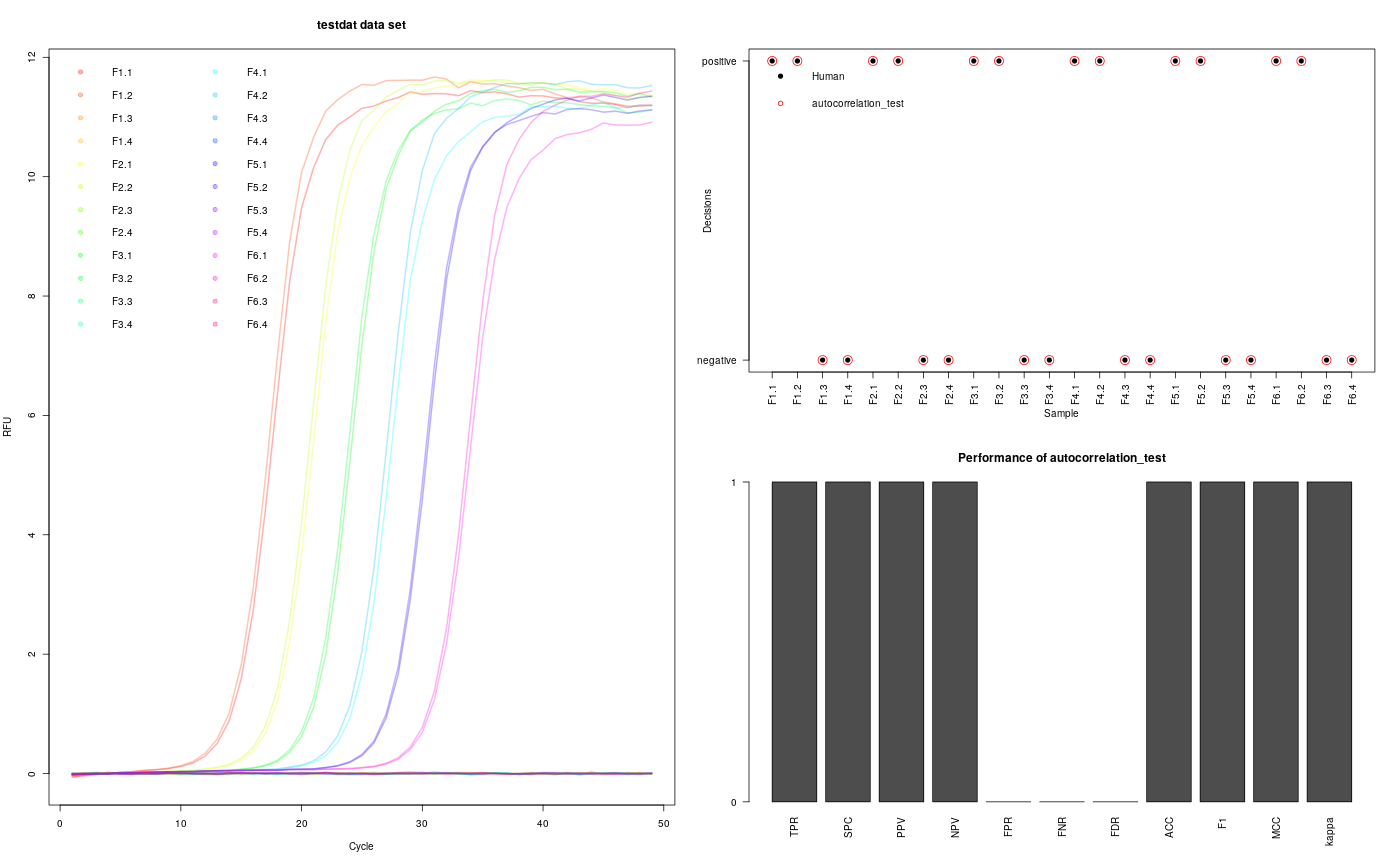 testdat data set
RFU
12
10
8
6
4
2
0
F1.1 F4.1
F1.2 F4.2
F1.3 F4.3
F1.4 F4.4
F2.1 F5.1
F2.2 F5.2
F2.3 F5.3
F2.4 F5.4
F3.1 F6.1
F3.2 F6.2
F3.3 F6.3
F3.4 F6.4
0 10 20 30 40 50
Cycle
Decisions
positive
negative
Human
autocorrelation_test
F1.1 F1.2 F1.3 F1.4 F2.1 F2.2 F2.3 F2.4 F3.1 F3.2 F3.3 F3.4 F4.1 F4.2 F4.3 F4.4 F5.1 F5.2 F5.3 F5.4 F6.1 F6.2 F6.3 F6.4
Sample
Performance of autocorrelation_test
1
0
TPR SPC PPV NPV FPR FNR FDR ACC F1 MCC kappa